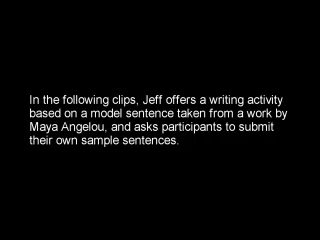 In the following clips, Jeff offers a writing activity
based on a model sentence taken from a work by
Maya Angelou, and asks participants to submit
their own sample sentences.